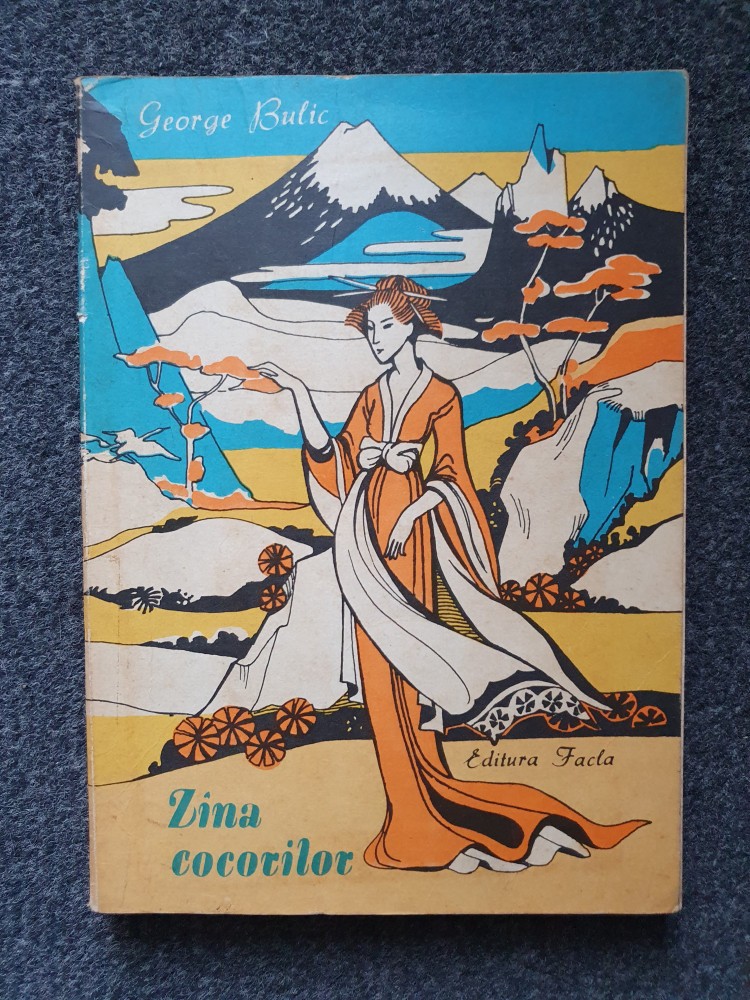 George Bulic
Editura Facla
Zîna
cocorilor